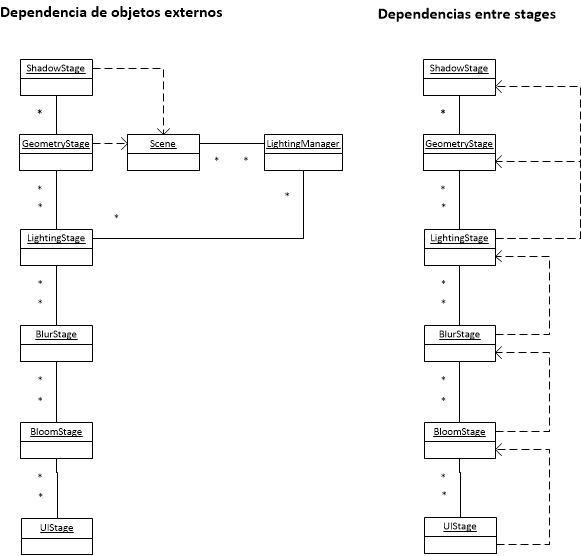 Dependencia de objetos externos
Dependencias entre stages
ShadowStage
ShadowStage
*
*
GeometryStage
Scene
LightingManager
GeometryStage
* *
*
*
*
*
*
*
*
LightingStage
LightingStage
*
*
*
*
BlurStage
BlurStage
*
*
*
*
BloomStage
BloomStage
*
*
*
*
UIStage
UIStage